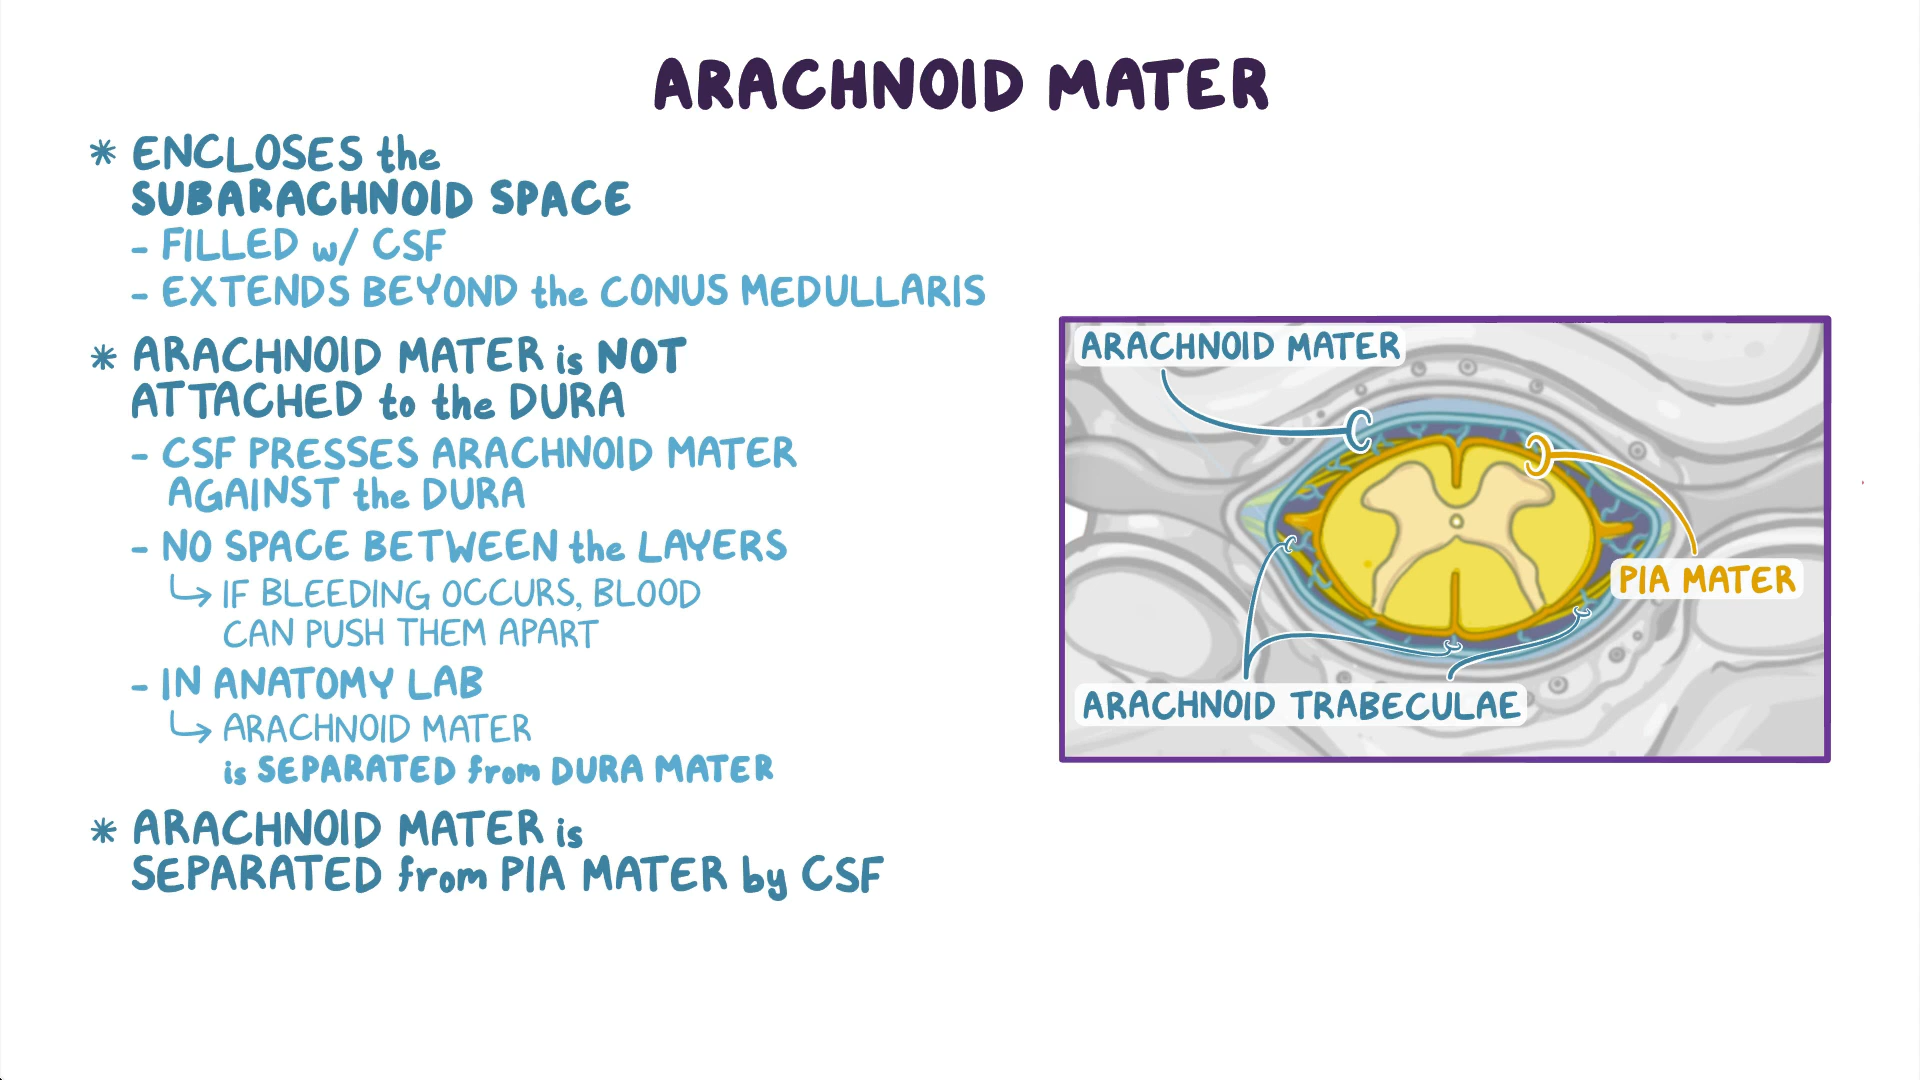 ARACHNOID MATER
* ENCLOSES the
SUBARACHNOID SPACE
- FILLED w/ CSF
- EXTENDS BEYOND the CONUS MEDULLARIS
* ARACHNOID MATER is NOT
ATTACHED to the DURA
- CSF PRESSES ARACHNOID MATER
AGAINST the DURA
- NO SPACE BETWEEN the LAYERS
↳ IF BLEEDING OCCURS, BLOOD
CAN PUSH THEM APART
- IN ANATOMY LAB
↳ ARACHNOID MATER
is SEPARATED from DURA MATER
* ARACHNOID MATER is
SEPARATED from PIA MATER by CSF
ARACHNOID MATER
PIA MATER
ARACHNOID TRABECULAE